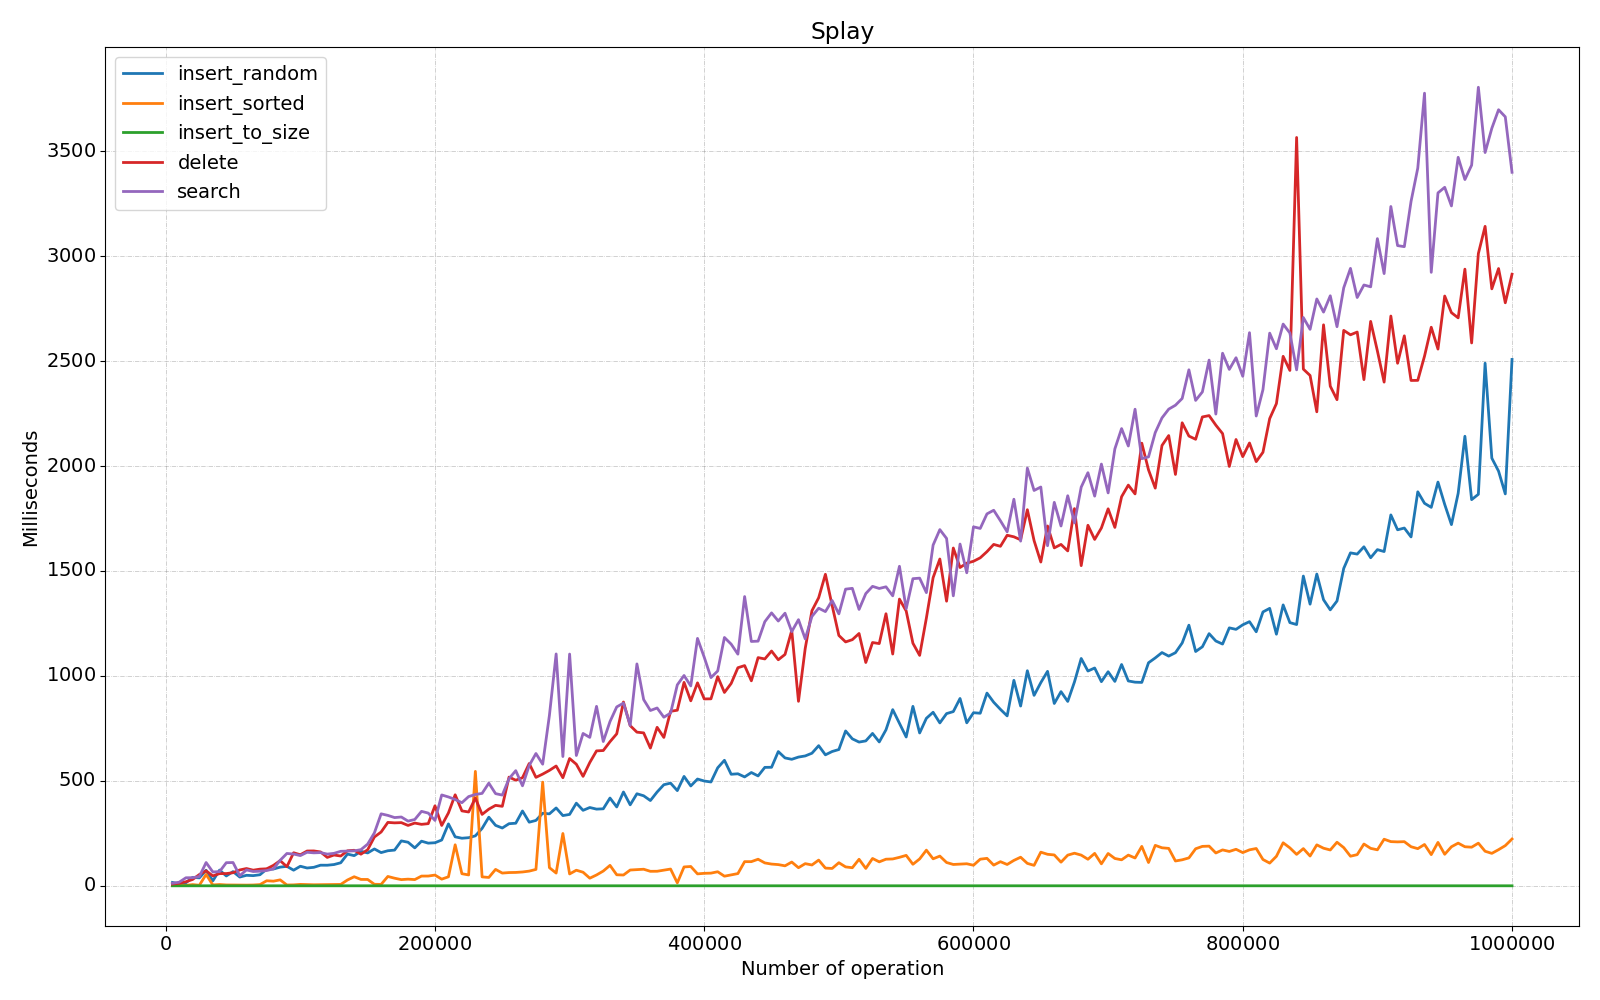 Splay
insert_random
insert_sorted
insert_to_size
delete
search
3500
3000
2500
2000
1500
1000
500
0
Milliseconds
0 200000 400000 600000 800000 1000000
Number of operation